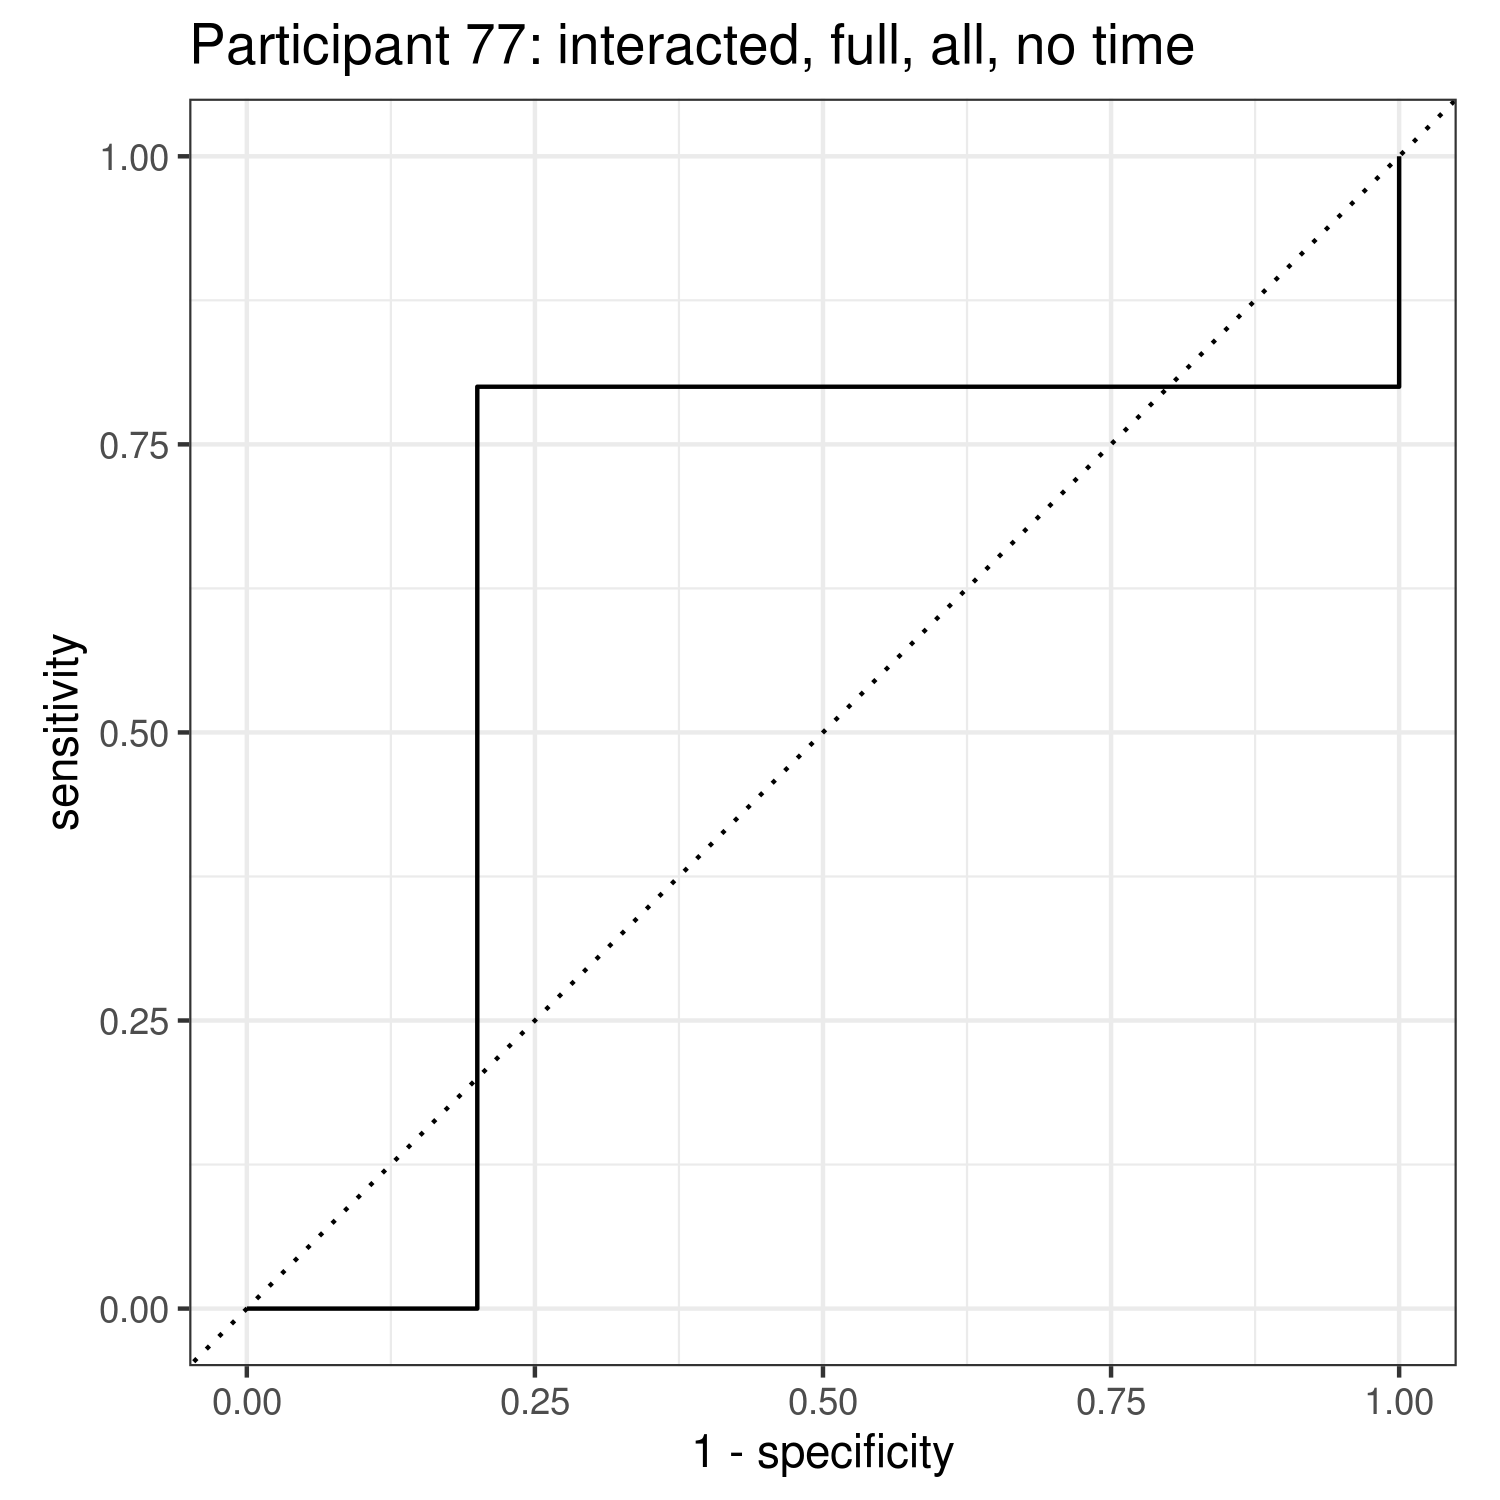 Participant 77: interacted, full, all, no time
sensitivity
1.00
0.75
0.50
0.25
0.00
0.00 0.25 0.50 0.75 1.00
1 - specificity